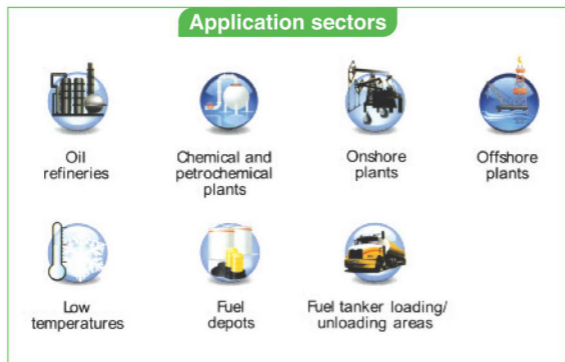 Application sectors
Oil
refineries
Chemical and
petrochemical
plants
Onshore
plants
Offshore
plants
Low
temperatures
Fuel
depots
Fuel tanker loading/
unloading areas